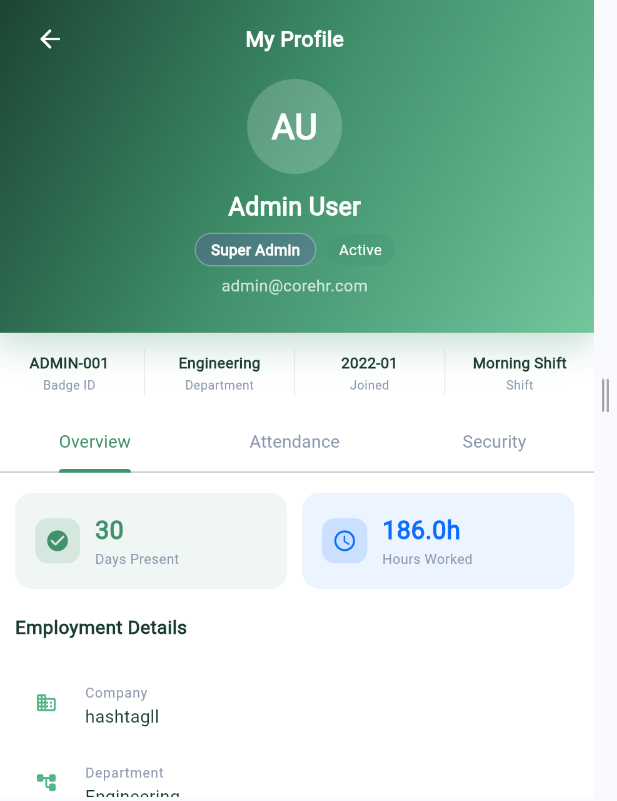 My Profile
AU
Admin User
Super Admin Active
admin@corehr.com
ADMIN-001 Engineering 2022-01 Morning Shift
Badge ID Department Joined Shift
Overview Attendance Security
30 186.0h
Days Present Hours Worked
Employment Details
Company
hashtagll
Department
Engineering